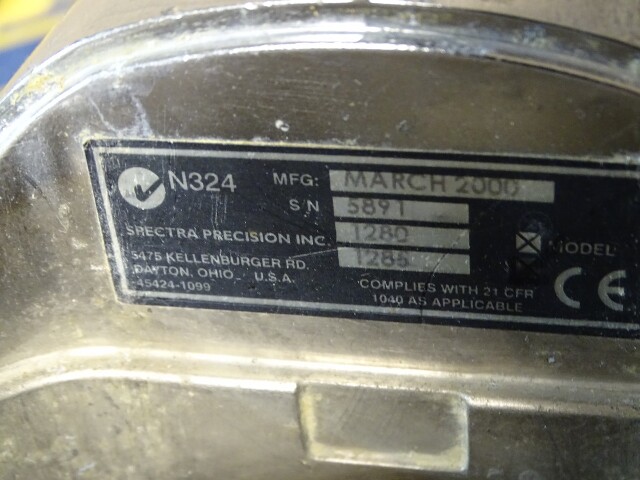 N324 MFG: MARCH 2000
S N 5891
SPECTRA PRECISION INC. 1280 MODEL
5475 KELLENBURGER RD. 1285
DAYTON, OHIO. U.S.A.
45424-1099
COMPLIES WITH 21 CFR
1040 AS APPLICABLE
CE